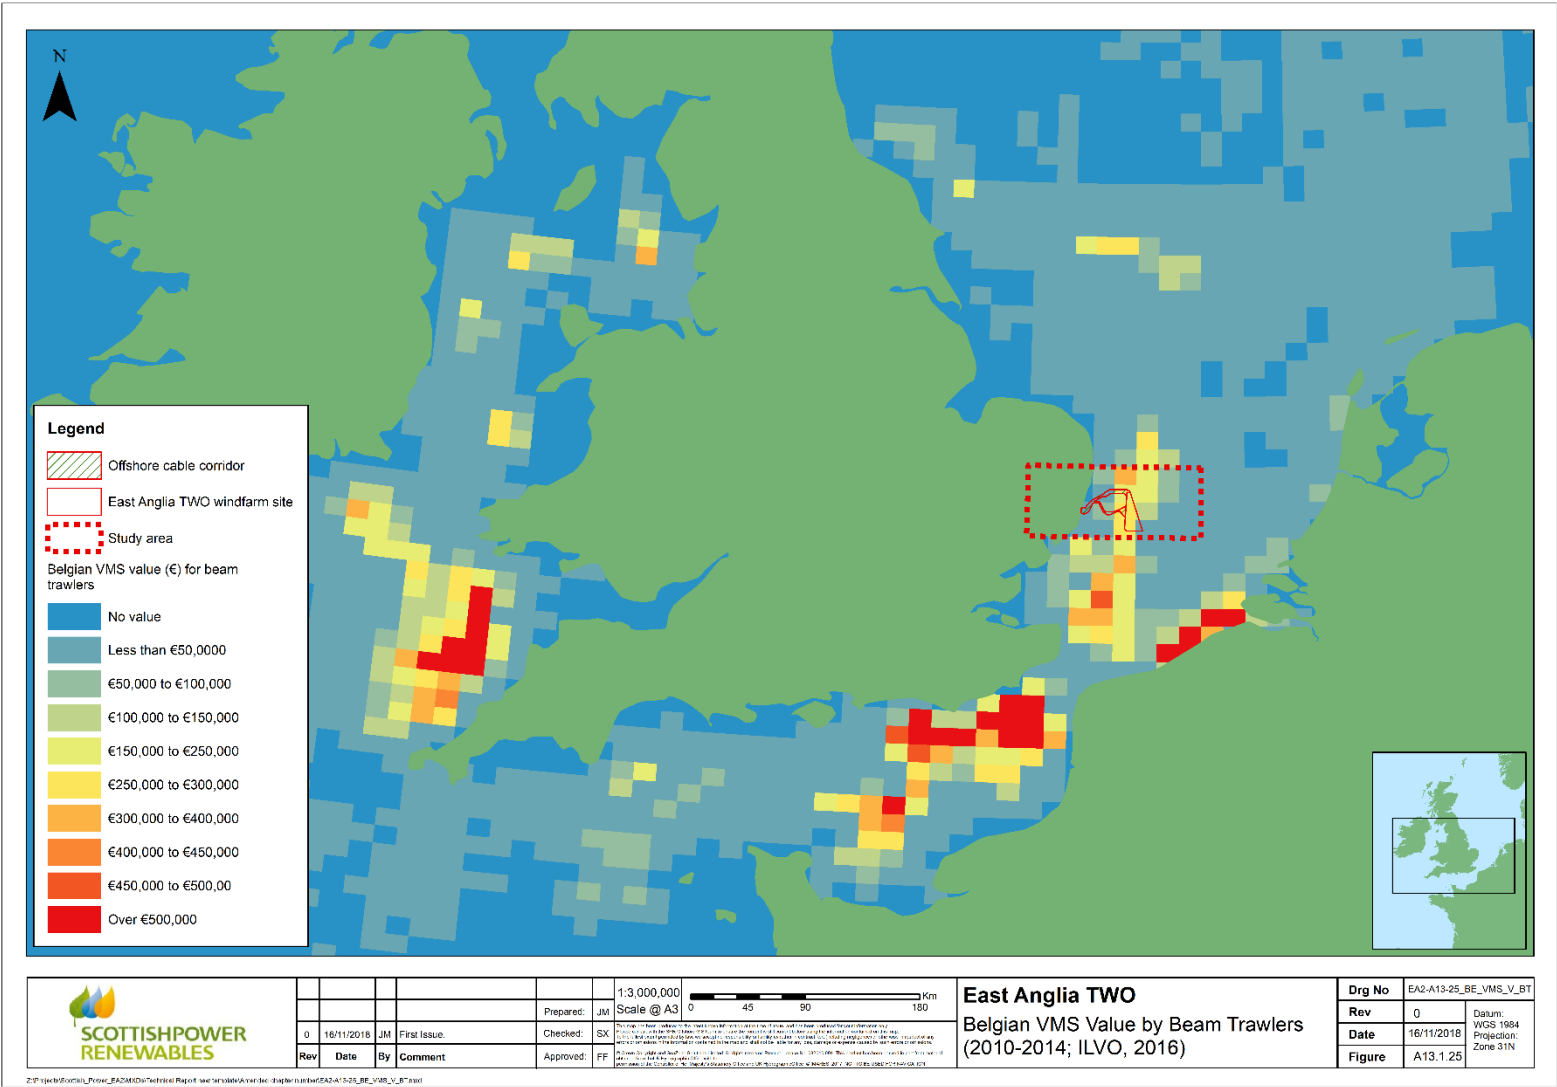 N
Legend
Offshore cable corridor
East Anglia TWO windfarm site
Study area
Belgian VMS value (€) for beam
trawlers
No value
Less than €50,0000
€50,000 to €100,000
€100,000 to €150,000
€150,000 to €250,000
€250,000 to €300,000
€300,000 to €400,000
€400,000 to €450,000
€450,000 to €500,00
Over €500,000
SCOTTISHPOWER
RENEWABLES
0 16/11/2018 JM First Issue.
Rev Date By Comment
Prepared: JM
Checked: SX
Approved: FF
1:3,000,000
Scale @ A3
Km
0 45 90 180
East Anglia TWO
Belgian VMS Value by Beam Trawlers
(2010-2014; ILVO, 2016)
Drg No EA2-A13-25_BE_VMS_V_BT
Rev 0
Date 16/11/2018
Figure A13.1.25
Datum:
WGS 1984
Projection:
Zone 31N